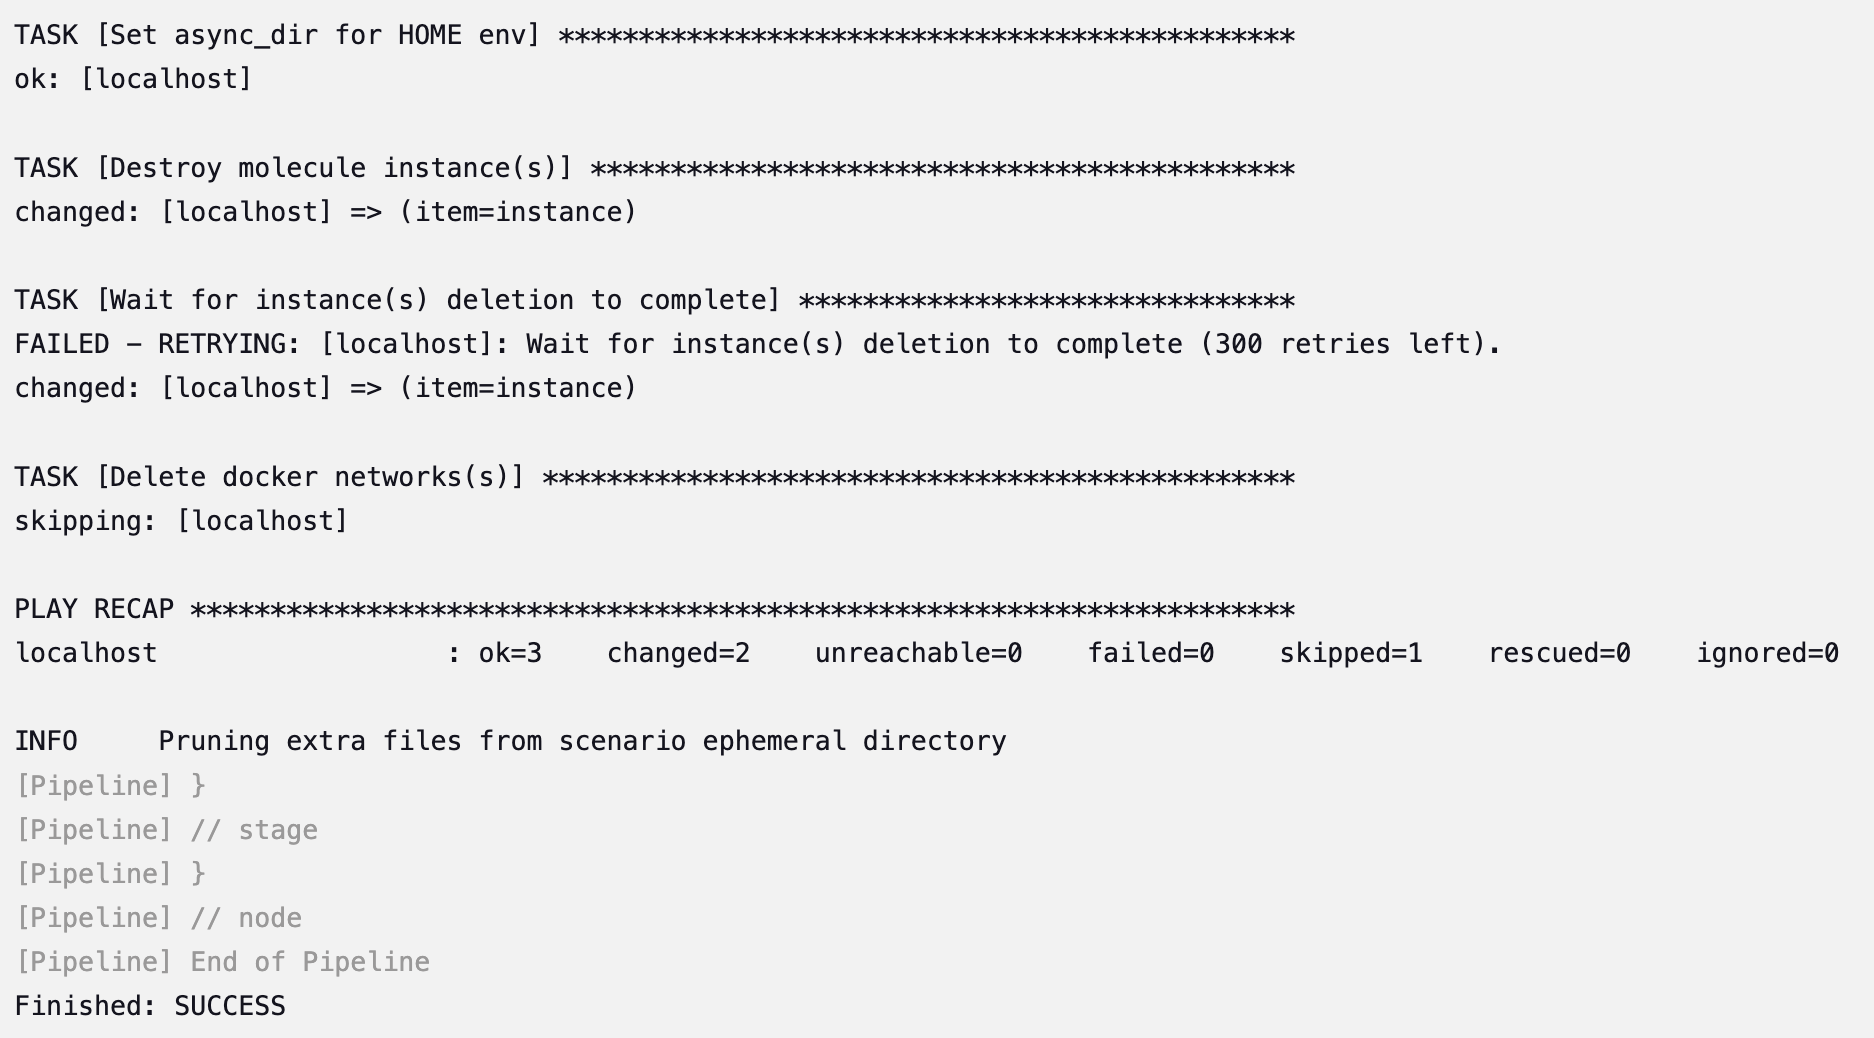 TASK [Set async_dir for HOME env] **********************************************
ok: [localhost]
TASK [Destroy molecule instance(s)] ********************************************
changed: [localhost] => (item=instance)
TASK [Wait for instance(s) deletion to complete] *******************************
FAILED - RETRYING: [localhost]: Wait for instance(s) deletion to complete (300 retries left).
changed: [localhost] => (item=instance)
TASK [Delete docker networks(s)] ***********************************************
skipping: [localhost]
PLAY RECAP *********************************************************************
localhost                  : ok=3    changed=2    unreachable=0    failed=0    skipped=1    rescued=0    ignored=0
INFO     Pruning extra files from scenario ephemeral directory
[Pipeline] }
[Pipeline] // stage
[Pipeline] }
[Pipeline] // node
[Pipeline] End of Pipeline
Finished: SUCCESS